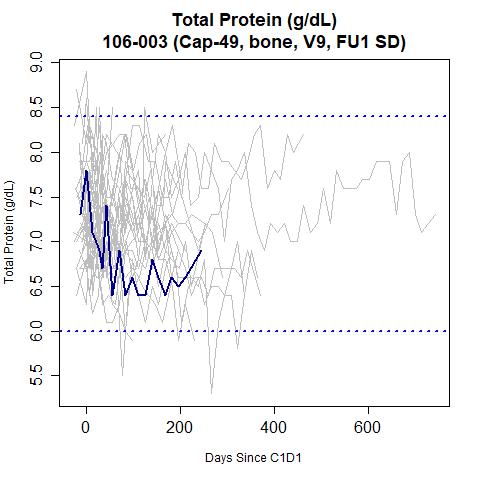 Total Protein (g/dL)
106-003 (Cap-49, bone, V9, FU1 SD)
Total Protein (g/dL)
9.0
8.5
8.0
7.5
7.0
6.5
6.0
5.5
0 200 400 600
Days Since C1D1